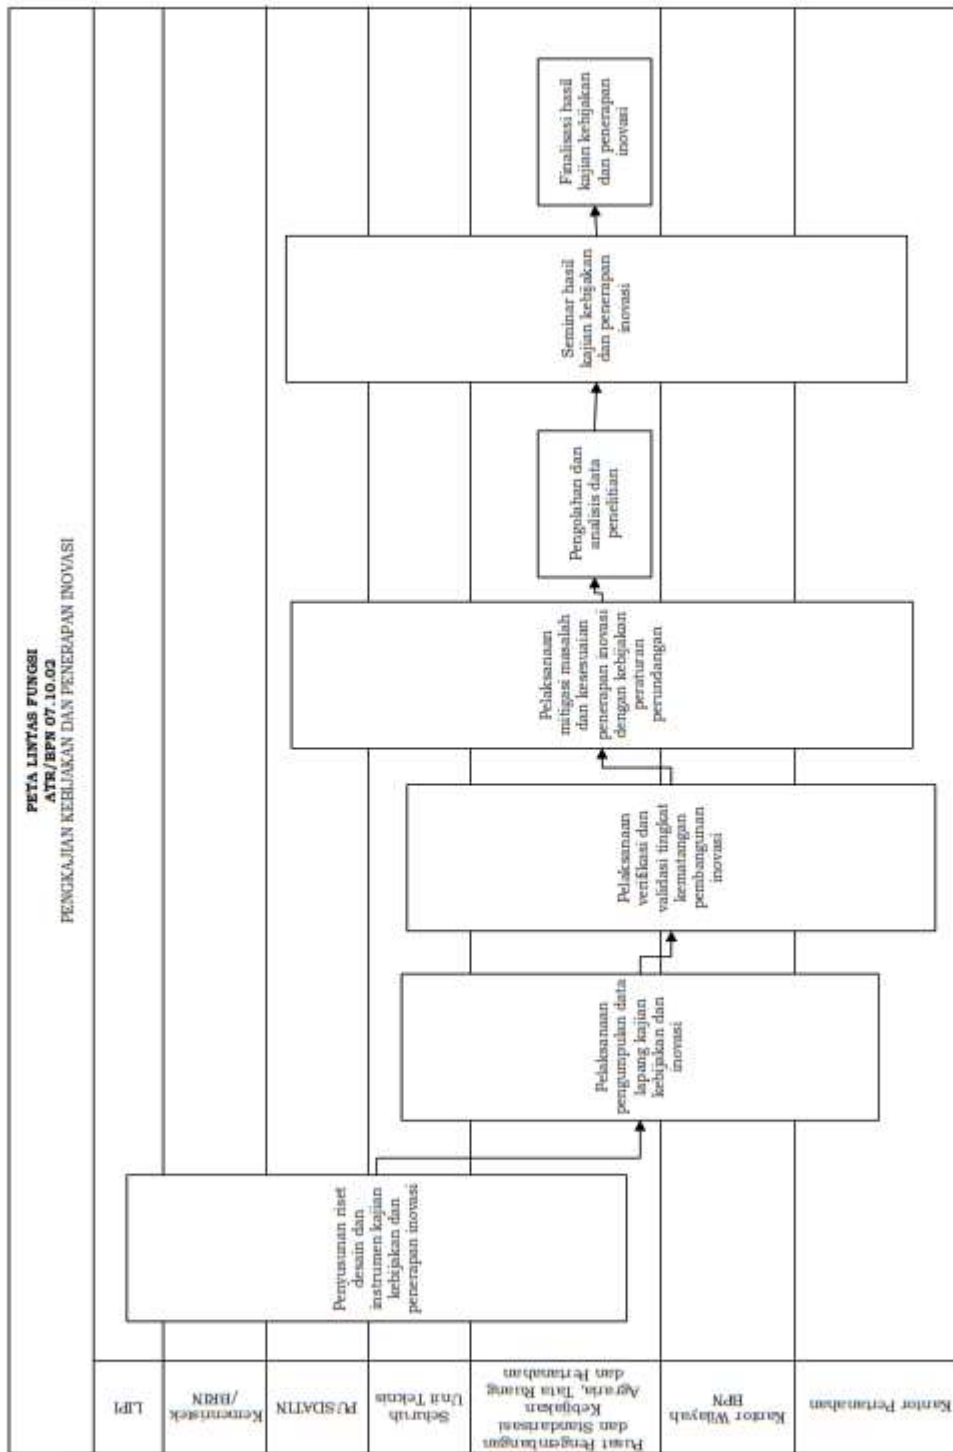 PETA LINTAS FUNGSI
ATR/BPN 07.10.02
PENGKAJIAN KEBIJAKAN DAN PENERAPAN INOVASI
LIPI
Kemenristek
/BRIN
PUSDATIN
Seluruh
Unit Teknis
Pusat Pengembangan
dan Standarisasi
Kebijakan
Agraria, Tata Ruang
dan Pertanahan
Kantor Wilayah
BPN
Kantor Pertanahan
Penyusunan riset
desain dan
instrumen kajian
kebijakan dan
penerapan inovasi
Pelaksanaan
pengumpulan data
lapang kajian
kebijakan dan
inovasi
Pelaksanaan
verifikasi dan
validasi tingkat
kematangan
pembangunan
inovasi
Pelaksanaan
mitigasi masalah
dan kesesuaian
penerapan inovasi
dengan kebijakan
peraturan
perundangan
Pengolahan dan
analisis data
penelitian
Seminar hasil
kajian kebijakan
dan penerapan
inovasi
Finalisasi hasil
kajian kebijakan
dan penerapan
inovasi